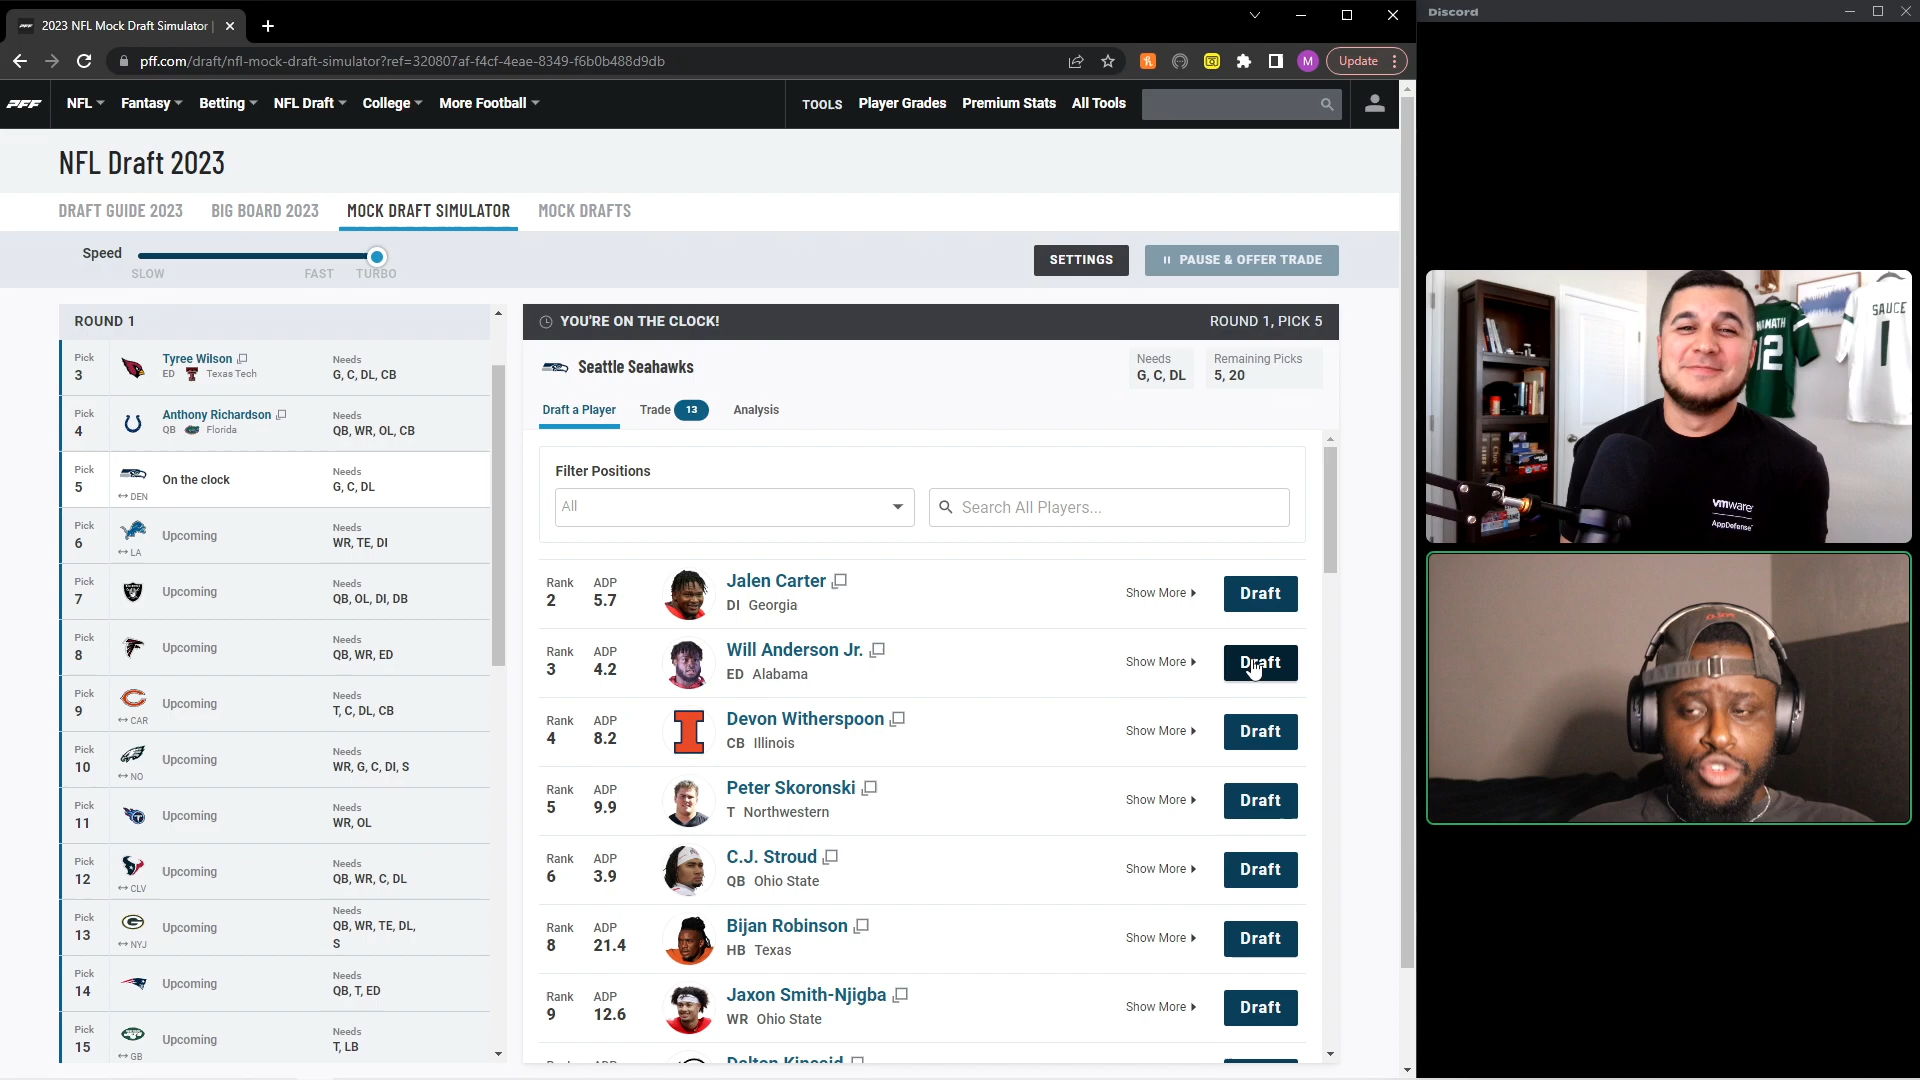 2023 NFL Mock Draft Simulator |
Discord
pff.com/draft/nfl-mock-draft-simulator?ref=320807af-f4cf-4eae-8349-f6b0b488d9db
M
Update
PFF
NFL
Fantasy
Betting
NFL Draft
College
More Football
TOOLS
Player Grades
Premium Stats
All Tools
NFL Draft 2023
DRAFT GUIDE 2023
BIG BOARD 2023
MOCK DRAFT SIMULATOR
MOCK DRAFTS
Speed
SLOW
FAST
TURBO
SETTINGS
PAUSE & OFFER TRADE
ROUND 1
Pick 3
Tyree Wilson
ED Texas Tech
Needs
G, C, DL, CB
Pick 4
Anthony Richardson
QB Florida
Needs
QB, WR, OL, CB
Pick 5
↔ DEN
On the clock
Needs
G, C, DL
Pick 6
↔ LA
Upcoming
Needs
WR, TE, DI
Pick 7
Upcoming
Needs
QB, OL, DI, DB
Pick 8
Upcoming
Needs
QB, WR, ED
Pick 9
↔ CAR
Upcoming
Needs
T, C, DL, CB
Pick 10
↔ NO
Upcoming
Needs
WR, G, C, DI, S
Pick 11
Upcoming
Needs
WR, OL
Pick 12
↔ CLV
Upcoming
Needs
QB, WR, C, DL
Pick 13
↔ NYJ
Upcoming
Needs
QB, WR, TE, DL,
S
Pick 14
Upcoming
Needs
QB, T, ED
Pick 15
↔ GB
Upcoming
Needs
T, LB
YOU'RE ON THE CLOCK!
ROUND 1, PICK 5
Seattle Seahawks
Needs
G, C, DL
Remaining Picks
5, 20
Draft a Player
Trade 13
Analysis
Filter Positions
All
Search All Players...
Rank 2
ADP 5.7
Jalen Carter
DI Georgia
Show More
Draft
Rank 3
ADP 4.2
Will Anderson Jr.
ED Alabama
Show More
Draft
Rank 4
ADP 8.2
Devon Witherspoon
CB Illinois
Show More
Draft
Rank 5
ADP 9.9
Peter Skoronski
T Northwestern
Show More
Draft
Rank 6
ADP 3.9
C.J. Stroud
QB Ohio State
Show More
Draft
Rank 8
ADP 21.4
Bijan Robinson
HB Texas
Show More
Draft
Rank 9
ADP 12.6
Jaxon Smith-Njigba
WR Ohio State
Show More
Draft
Dalton Kincaid
NAMATH
12
SAUCE
1
vmware
AppDefense